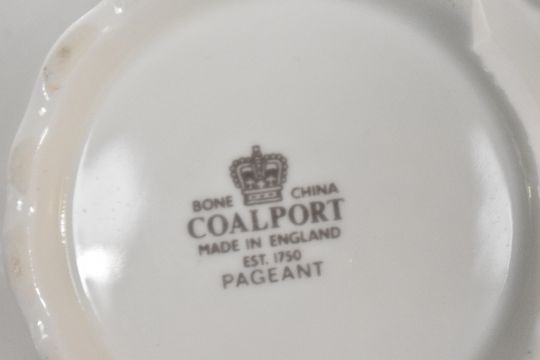 BONE CHINA
COALPORT
MADE IN ENGLAND
EST. 1750
PAGEANT